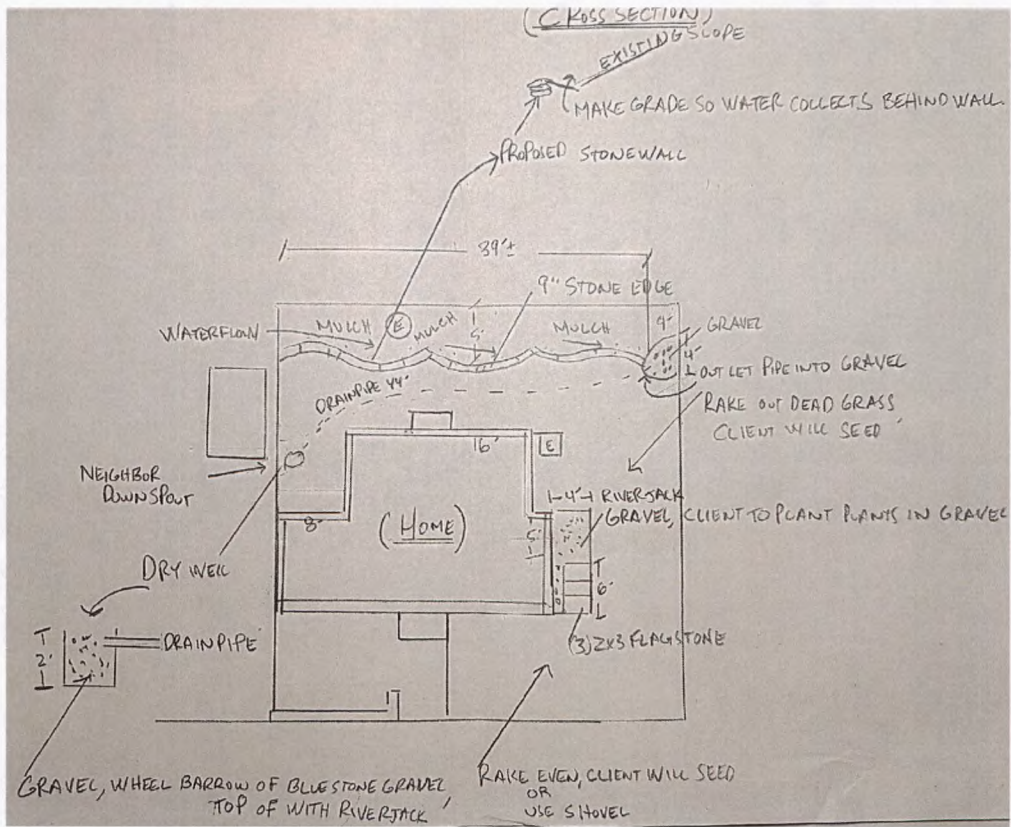 (CROSS SECTION)
EXISTING SLOPE
MAKE GRADE SO WATER COLLECTS BEHIND WALL.
PROPOSED STONEWALL
39'±
9" STONE EDGE
WATERFLOW
MULCH
E
MULCH
5'
MULCH
4'
GRAVEL
4'
OUTLET PIPE INTO GRAVEL
DRAINPIPE 44'
RAKE OUT DEAD GRASS
CLIENT WILL SEED
16'
E
NEIGHBOR
DOWNSPOUT
4'
RIVERJACK
GRAVEL, CLIENT TO PLANT PLANTS IN GRAVEL
8'
(HOME)
5'
6'
DRY WELL
DRAINPIPE
2'
(3) 2X3 FLAGSTONE
GRAVEL, WHEEL BARROW OF BLUESTONE GRAVEL,
TOP OF WITH RIVERJACK
RAKE EVEN, CLIENT WILL SEED
OR
USE SHOVEL